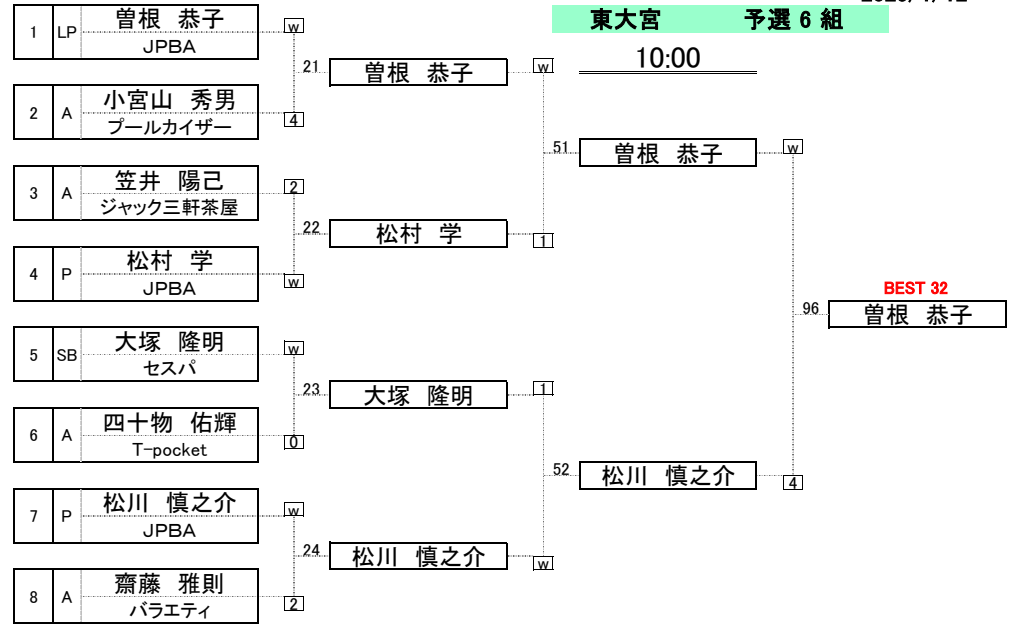 東大宮 予選 6 組
10:00
1 LP 曽根 恭子 w
JPBA
21 曽根 恭子 w
2 A 小宮山 秀男 4
プールカイザー
51 曽根 恭子 w
3 A 笠井 陽己 2
ジャック三軒茶屋
22 松村 学 1
4 P 松村 学 w
JPBA
BEST 32
96 曽根 恭子
5 SB 大塚 隆明 w
セスパ
23 大塚 隆明 1
6 A 四十物 佑輝 0
T-pocket
52 松川 慎之介 4
7 P 松川 慎之介 w
JPBA
24 松川 慎之介 w
8 A 齋藤 雅則 2
バラエティ